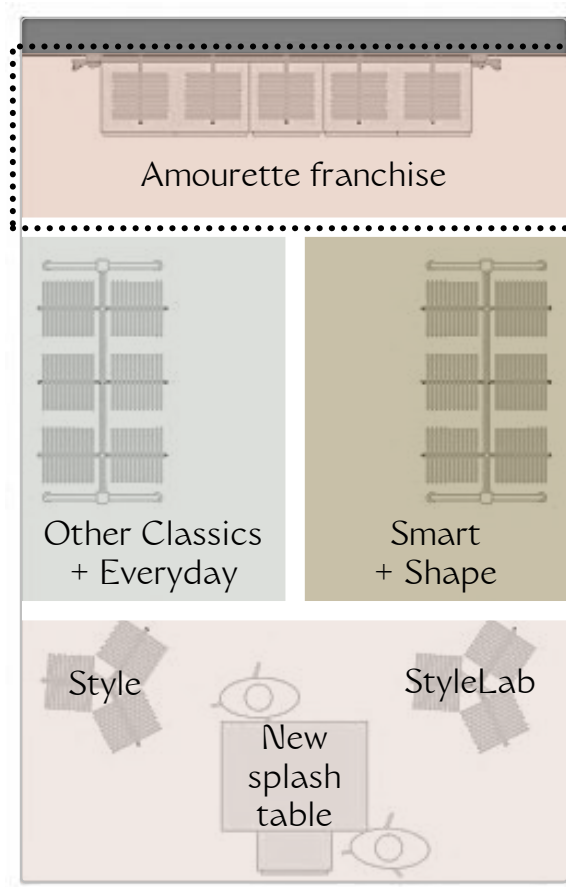 Amourette franchise
Other Classics
+ Everyday
Smart
+ Shape
Style
StyleLab
New
splash
table